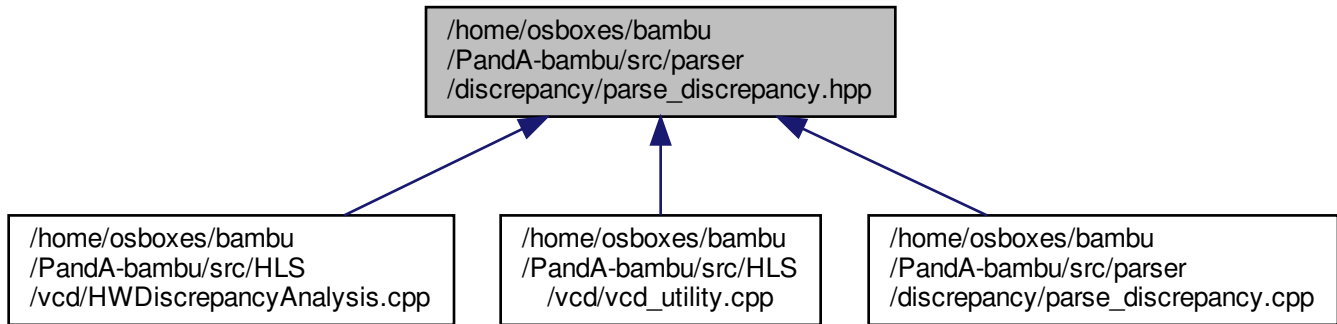 /home/osboxes/bambu
/PandA-bambu/src/parser
/discrepancy/parse_discrepancy.hpp
/home/osboxes/bambu
/PandA-bambu/src/HLS
/vcd/HWDiscrepancyAnalysis.cpp
/home/osboxes/bambu
/PandA-bambu/src/HLS
/vcd/vcd_utility.cpp
/home/osboxes/bambu
/PandA-bambu/src/parser
/discrepancy/parse_discrepancy.cpp